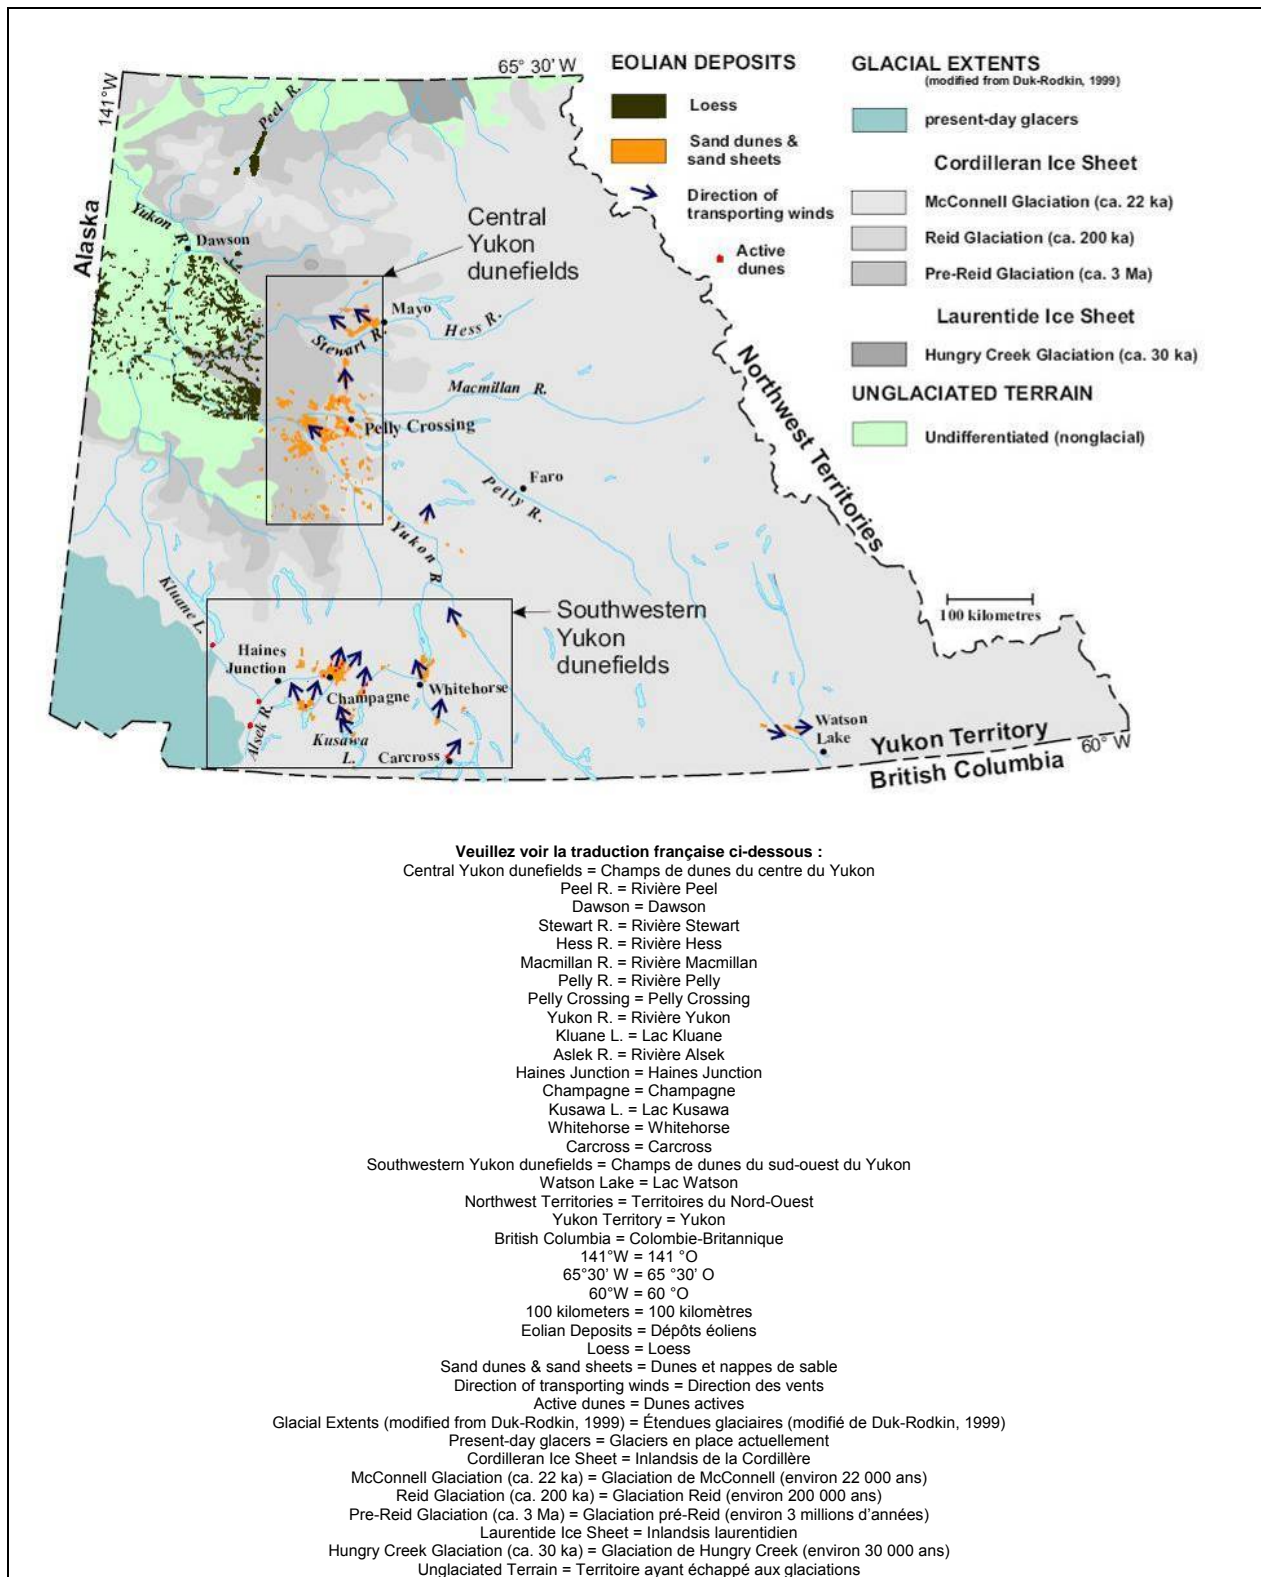 65° 30' W
141°W
Peel R.
Alaska
Yukon R.
Dawson
Central
Yukon
dunefields
Mayo
Stewart R.
Hess R.
Macmillan R.
Pelly Crossing
Faro
Pelly R.
Yukon R
Northwest Territories
Kluane L.
Southwestern
Yukon
dunefields
100 kilometres
Haines
Junction
Champagne
Whitehorse
Alsek R.
Kusawa
L.
Carcross
Watson
Lake
Yukon Territory
British Columbia
60° W
EOLIAN DEPOSITS
Loess
Sand dunes &
sand sheets
Direction of
transporting winds
Active
dunes
GLACIAL EXTENTS
(modified from Duk-Rodkin, 1999)
present-day glacers
Cordilleran Ice Sheet
McConnell Glaciation (ca. 22 ka)
Reid Glaciation (ca. 200 ka)
Pre-Reid Glaciation (ca. 3 Ma)
Laurentide Ice Sheet
Hungry Creek Glaciation (ca. 30 ka)
UNGLACIATED TERRAIN
Undifferentiated (nonglacial)
Veuillez voir la traduction française ci-dessous :
Central Yukon dunefields = Champs de dunes du centre du Yukon
Peel R. = Rivière Peel
Dawson = Dawson
Stewart R. = Rivière Stewart
Hess R. = Rivière Hess
Macmillan R. = Rivière Macmillan
Pelly R. = Rivière Pelly
Pelly Crossing = Pelly Crossing
Yukon R. = Rivière Yukon
Kluane L. = Lac Kluane
Aslek R. = Rivière Alsek
Haines Junction = Haines Junction
Champagne = Champagne
Kusawa L. = Lac Kusawa
Whitehorse = Whitehorse
Carcross = Carcross
Southwestern Yukon dunefields = Champs de dunes du sud-ouest du Yukon
Watson Lake = Lac Watson
Northwest Territories = Territoires du Nord-Ouest
Yukon Territory = Yukon
British Columbia = Colombie-Britannique
141°W = 141 °O
65°30' W = 65 °30' O
60°W = 60 °O
100 kilometers = 100 kilomètres
Eolian Deposits = Dépôts éoliens
Loess = Loess
Sand dunes & sand sheets = Dunes et nappes de sable
Direction of transporting winds = Direction des vents
Active dunes = Dunes actives
Glacial Extents (modified from Duk-Rodkin, 1999) = Étendues glaciaires (modifié de Duk-Rodkin, 1999)
Present-day glacers = Glaciers en place actuellement
Cordilleran Ice Sheet = Inlandsis de la Cordillère
McConnell Glaciation (ca. 22 ka) = Glaciation de McConnell (environ 22 000 ans)
Reid Glaciation (ca. 200 ka) = Glaciation Reid (environ 200 000 ans)
Pre-Reid Glaciation (ca. 3 Ma) = Glaciation pré-Reid (environ 3 millions d'années)
Laurentide Ice Sheet = Inlandsis laurentidien
Hungry Creek Glaciation (ca. 30 ka) = Glaciation de Hungry Creek (environ 30 000 ans)
Unglaciated Terrain = Territoire ayant échappé aux glaciations